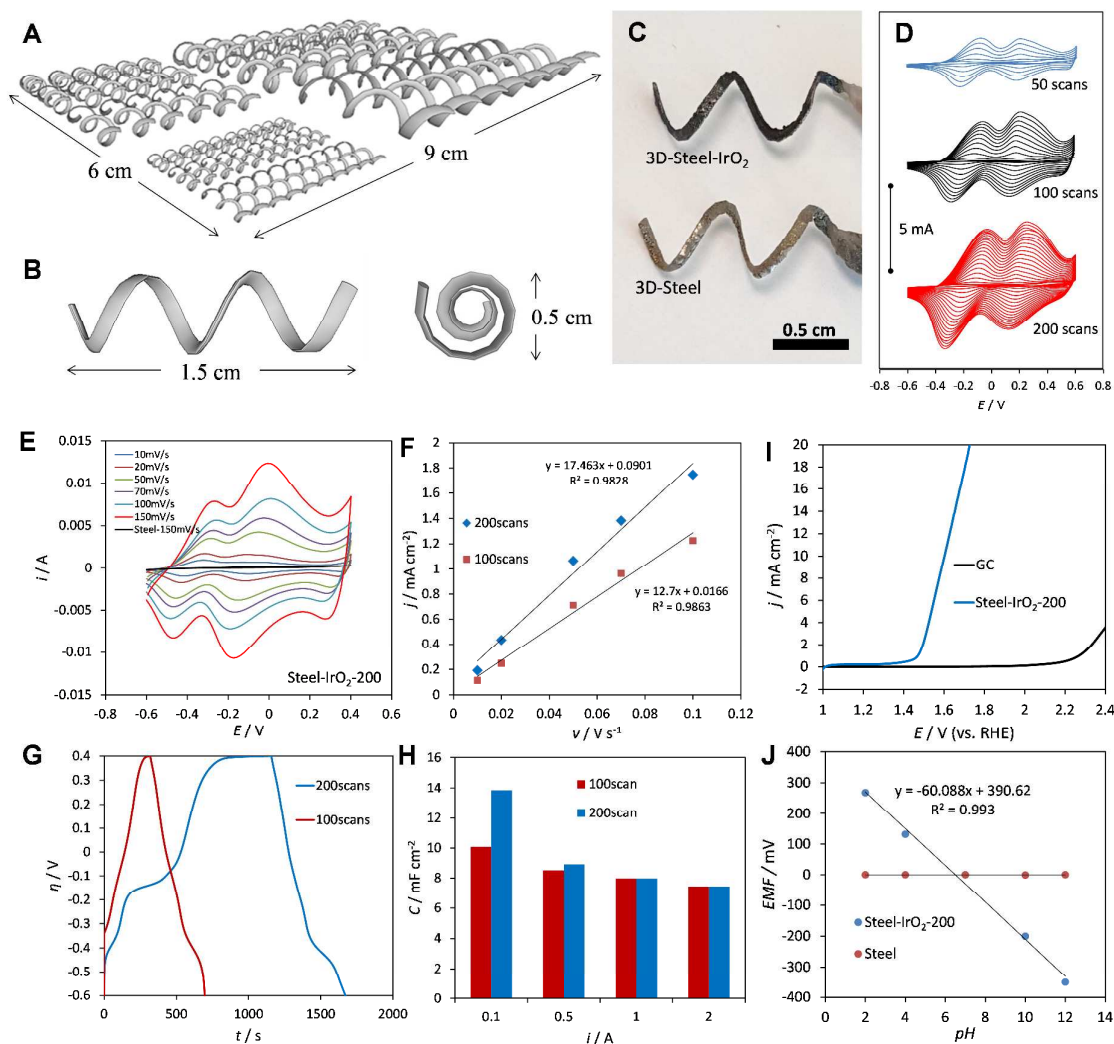 A
6 cm
9 cm
B
1.5 cm
0.5 cm
C
3D-Steel-IrO₂
3D-Steel
0.5 cm
D
50 scans
100 scans
5 mA
200 scans
-0.8 -0.6 -0.4 -0.2 0 0.2 0.4 0.6 0.8
E / V
E
0.015
0.01
0.005
0
-0.005
-0.01
-0.015
i / A
10mV/s
20mV/s
50mV/s
70mV/s
100mV/s
150mV/s
Steel-150mV/s
Steel-IrO₂-200
-0.8 -0.6 -0.4 -0.2 0 0.2 0.4 0.6
E / V
F
2
1.8
1.6
1.4
1.2
1
0.8
0.6
0.4
0.2
0
j / mA cm⁻²
y = 17.463x + 0.0901
R² = 0.9828
200scans
100scans
y = 12.7x + 0.0166
R² = 0.9863
0 0.02 0.04 0.06 0.08 0.1 0.12
v / V s⁻¹
I
20
18
16
14
12
10
8
6
4
2
0
-2
j / mA cm⁻²
GC
Steel-IrO₂-200
1 1.2 1.4 1.6 1.8 2 2.2 2.4
E / V (vs. RHE)
G
0.4
0.3
0.2
0.1
0
-0.1
-0.2
-0.3
-0.4
-0.5
-0.6
η / V
200scans
100scans
0 500 1000 1500 2000
t / s
H
16
14
12
10
8
6
4
2
0
C / mF cm⁻²
100scan
200scan
0.1 0.5 1 2
i / A
J
400
300
200
100
0
-100
-200
-300
-400
EMF / mV
y = -60.088x + 390.62
R² = 0.993
Steel-IrO₂-200
Steel
0 2 4 6 8 10 12 14
pH